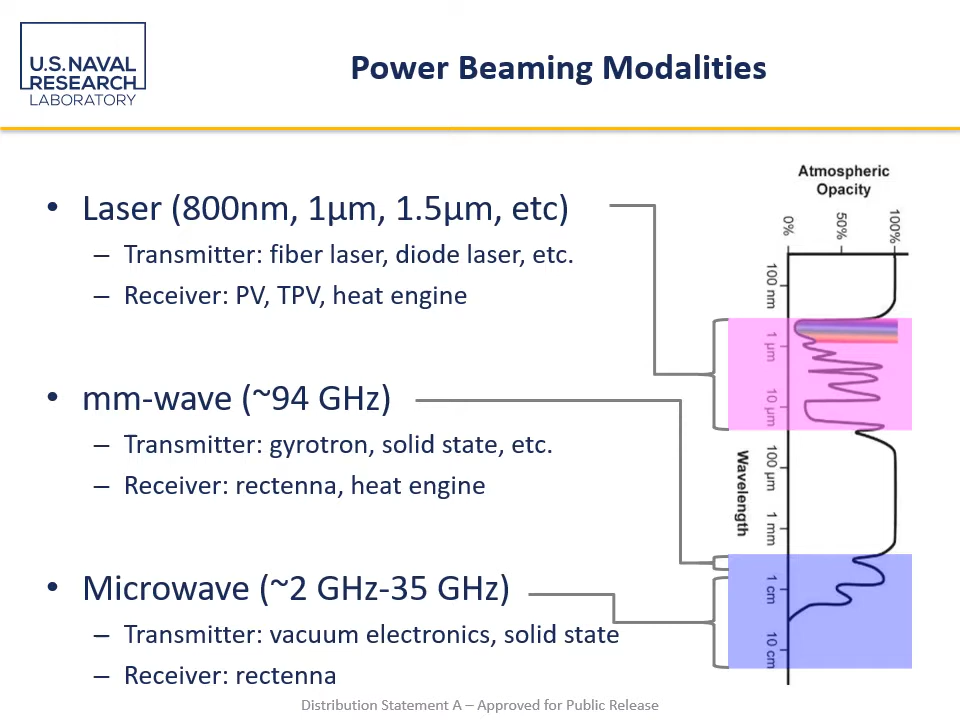 U.S. NAVAL
RESEARCH
LABORATORY
Power Beaming Modalities
• Laser (800nm, 1µm, 1.5µm, etc)
– Transmitter: fiber laser, diode laser, etc.
– Receiver: PV, TPV, heat engine
• mm-wave (~94 GHz)
– Transmitter: gyrotron, solid state, etc.
– Receiver: rectenna, heat engine
• Microwave (~2 GHz-35 GHz)
– Transmitter: vacuum electronics, solid state
– Receiver: rectenna
Atmospheric
Opacity
0% 50% 100%
100 nm
1 µm
10 µm
100 µm
1 mm
1 cm
10 cm
Wavelength
Distribution Statement A – Approved for Public Release